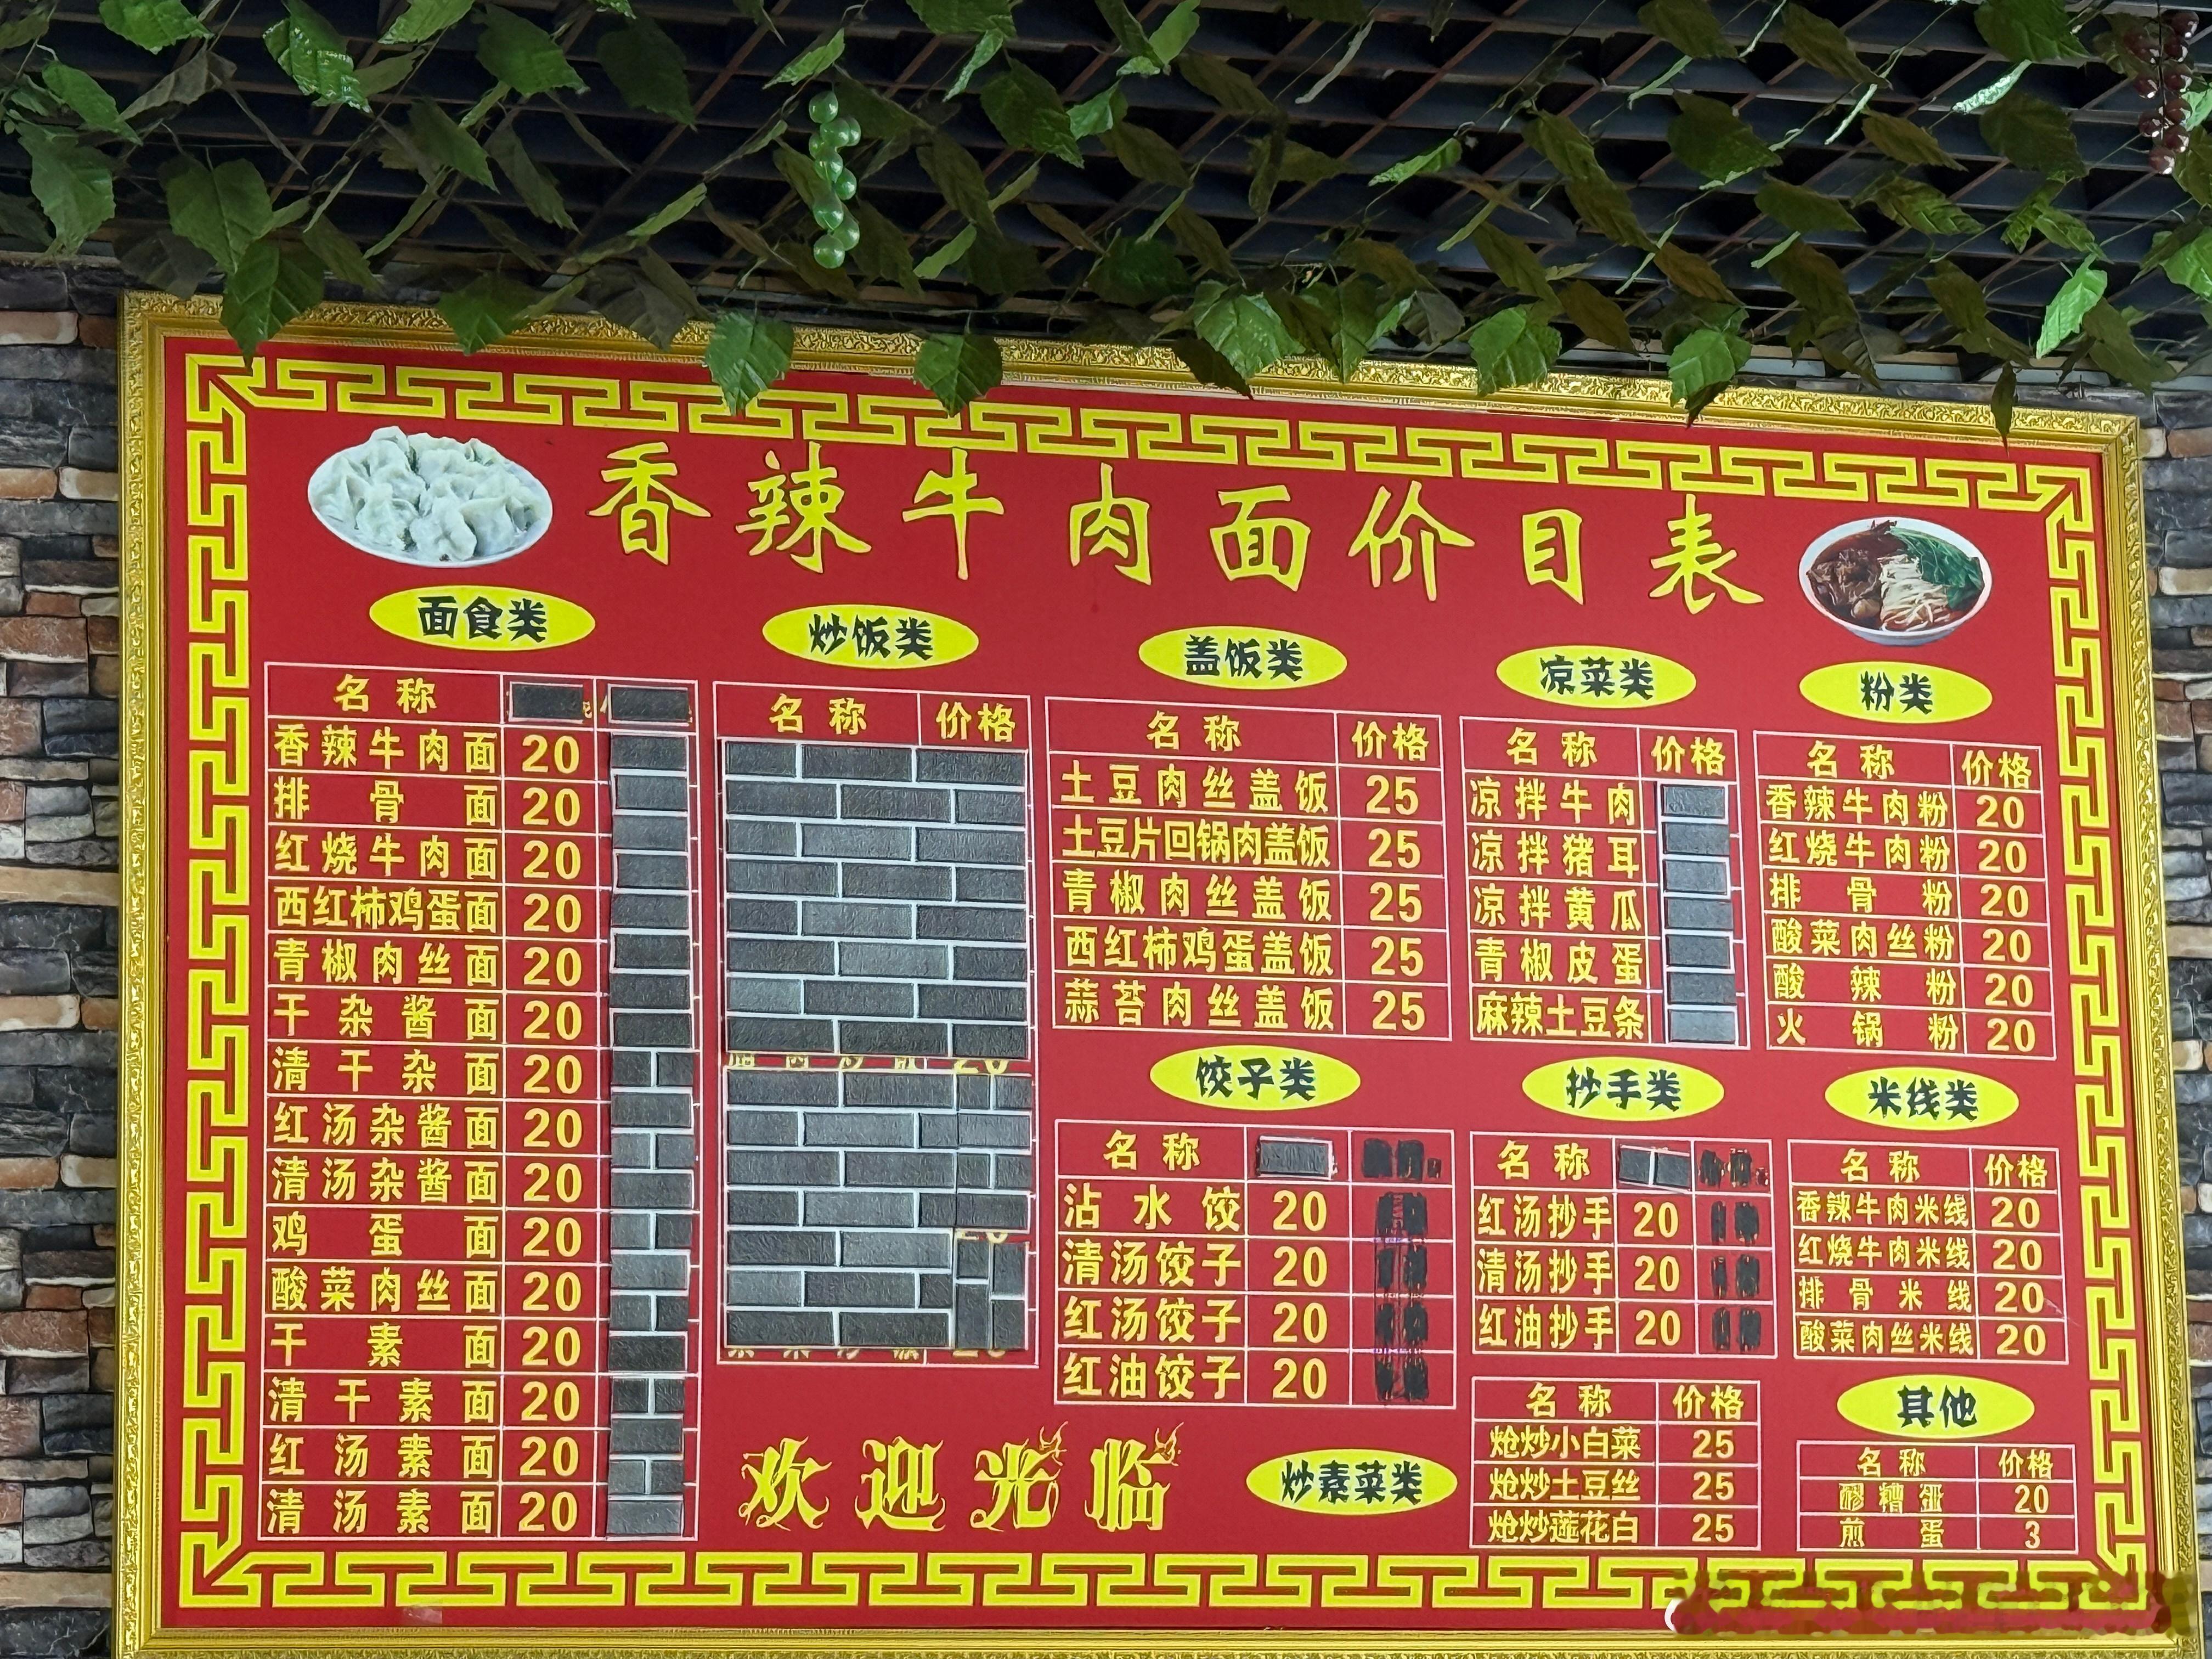 香辣牛肉面价目表
面食类
名称
香辣牛肉面 20
排骨面 20
红烧牛肉面 20
西红柿鸡蛋面 20
青椒肉丝面 20
干杂酱面 20
清干杂面 20
红汤杂酱面 20
清汤杂酱面 20
鸡蛋面 20
酸菜肉丝面 20
干素面 20
清干素面 20
红汤素面 20
清汤素面 20
炒饭类
名称 价格
盖饭类
名称 价格
土豆肉丝盖饭 25
土豆片回锅肉盖饭 25
青椒肉丝盖饭 25
西红柿鸡蛋盖饭 25
蒜苔肉丝盖饭 25
凉菜类
名称 价格
凉拌牛肉
凉拌猪耳
凉拌黄瓜
青椒皮蛋
麻辣土豆条
粉类
名称 价格
香辣牛肉粉 20
红烧牛肉粉 20
排骨粉 20
酸菜肉丝粉 20
酸辣粉 20
火锅粉 20
饺子类
名称
沾水饺 20
清汤饺子 20
红汤饺子 20
红油饺子 20
抄手类
名称
红汤抄手 20
清汤抄手 20
红油抄手 20
米线类
名称 价格
香辣牛肉米线 20
红烧牛肉米线 20
排骨米线 20
酸菜肉丝米线 20
欢迎光临
炒素菜类
名称 价格
炝炒小白菜 25
炝炒土豆丝 25
炝炒莲花白 25
其他
名称 价格
醪糟蛋 20
煎蛋 3